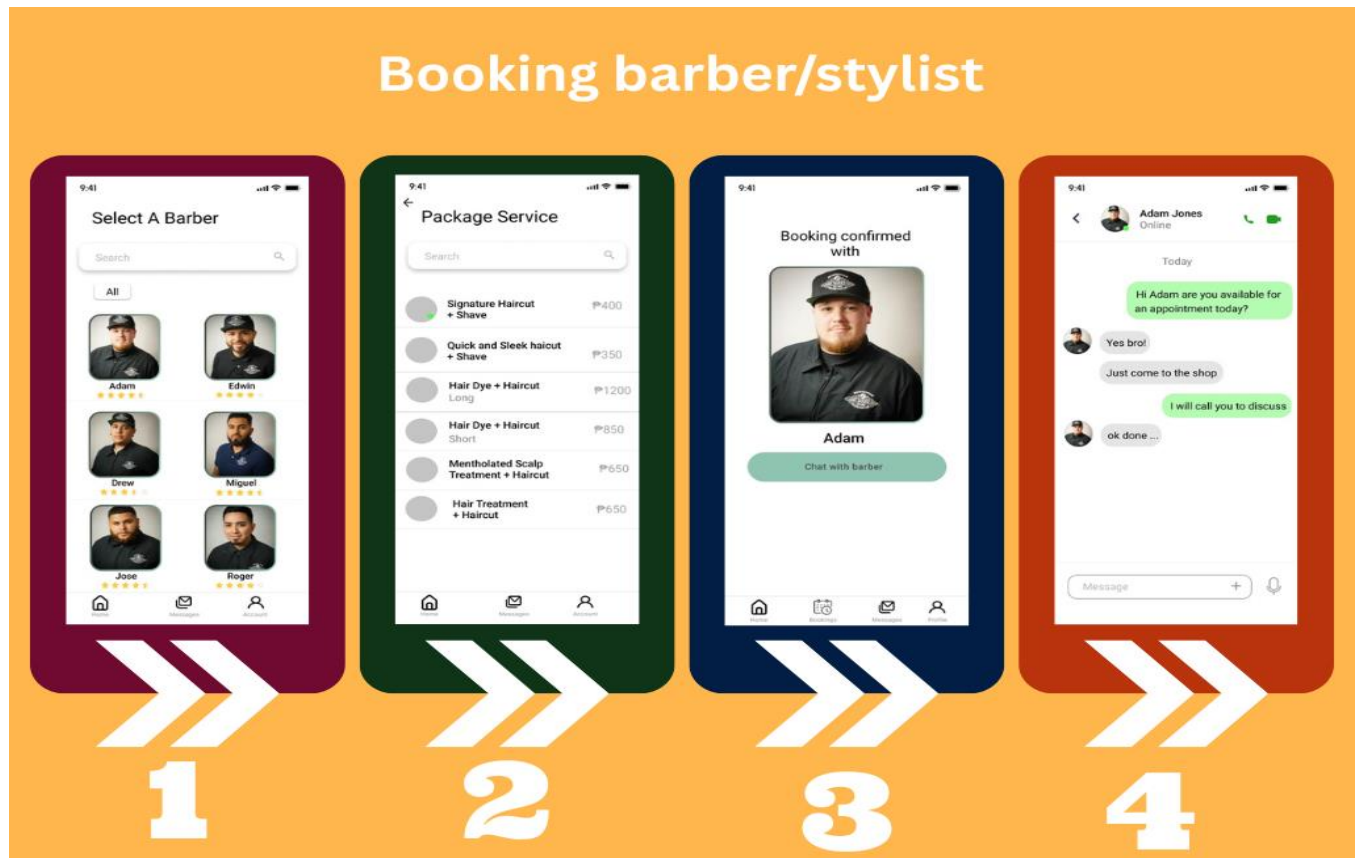 Booking barber/stylist
9:41
Select A Barber
Search
All
Adam
Edwin
Drew
Miguel
Jose
Roger
Home
Messages
Account
9:41
Package Service
Search
Signature Haircut
+ Shave
₱400
Quick and Sleek haicut
+ Shave
₱350
Hair Dye + Haircut
Long
₱1200
Hair Dye + Haircut
Short
₱850
Mentholated Scalp
Treatment + Haircut
₱650
Hair Treatment
+ Haircut
₱650
Home
Messages
Account
9:41
Booking confirmed
with
Adam
Chat with barber
Home
Bookings
Messages
Profile
9:41
Adam Jones
Online
Today
Hi Adam are you available for
an appointment today?
Yes bro!
Just come to the shop
I will call you to discuss
ok done ...
Message
1
2
3
4